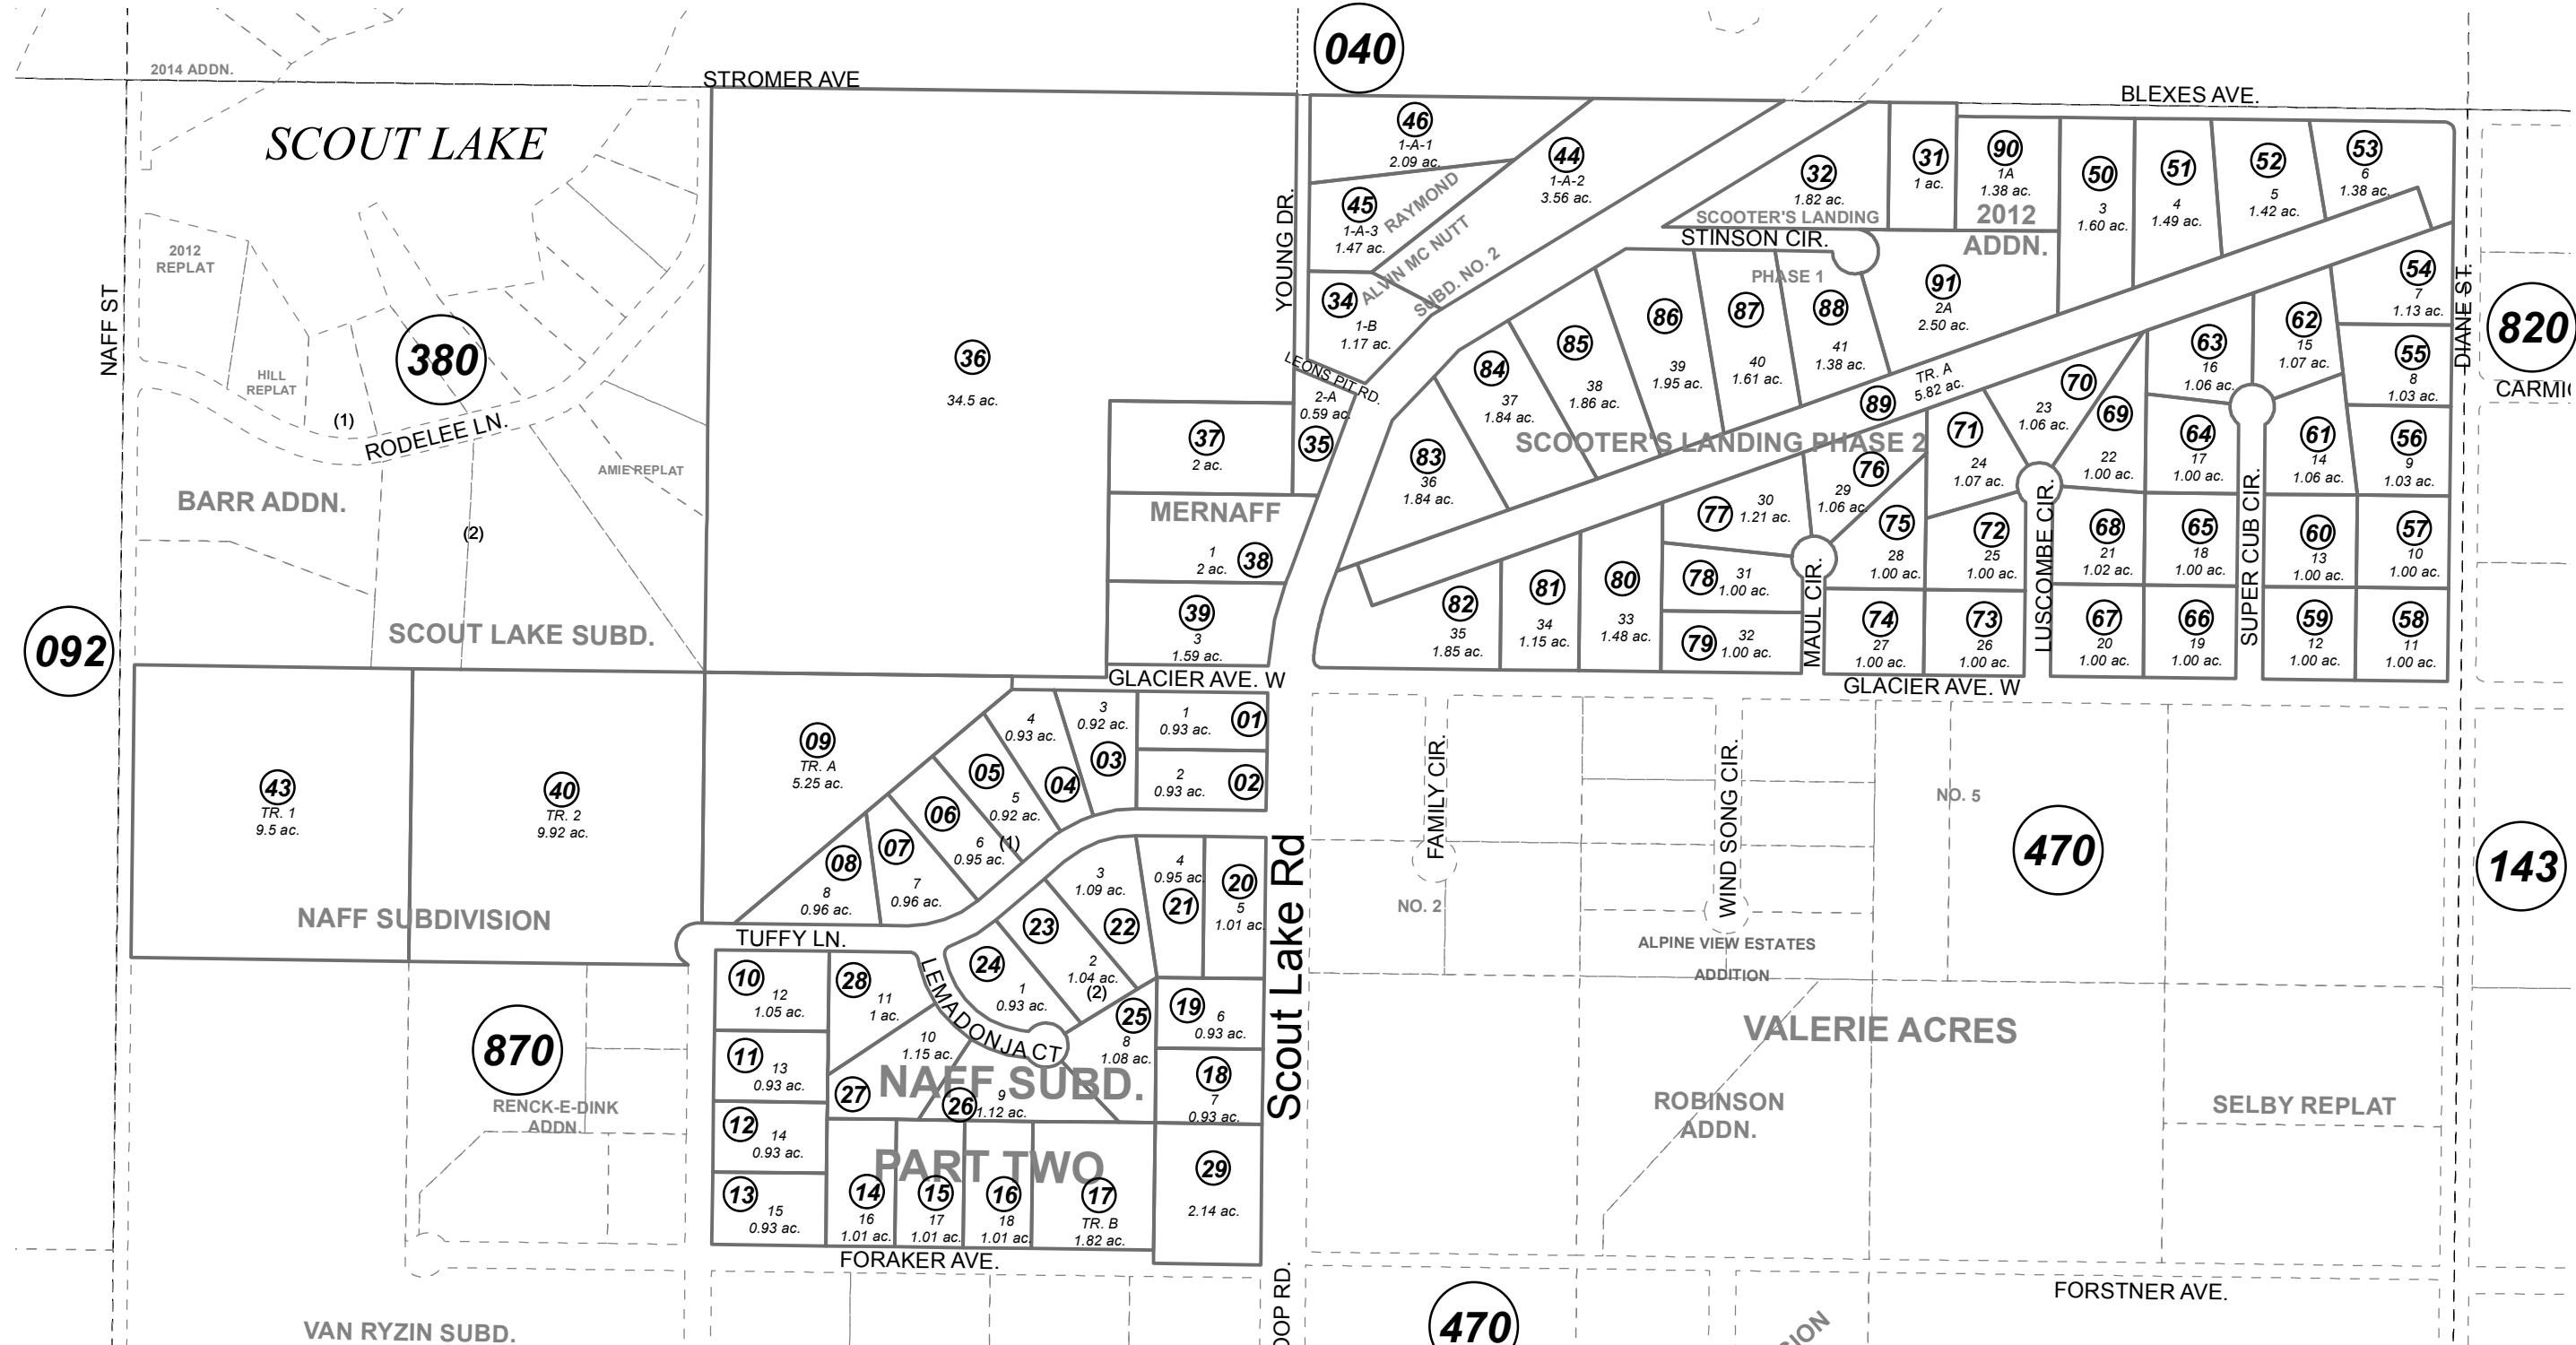 040
2014 ADDN.
STROMER AVE
BLEXES AVE.
SCOUT LAKE
46
1-A-1
2.09 ac.
44
1-A-2
3.56 ac.
45
1-A-3
1.47 ac.
RAYMOND
ALVIN MC NUTT
SUBD. NO. 2
34
1-B
1.17 ac.
32
1.82 ac.
31
1 ac.
90
1A
1.38 ac.
2012
ADDN.
SCOOTER'S LANDING
STINSON CIR.
PHASE 1
50
3
1.60 ac.
51
4
1.49 ac.
52
5
1.42 ac.
53
6
1.38 ac.
54
7
1.13 ac.
55
8
1.03 ac.
56
9
1.03 ac.
57
10
1.00 ac.
58
11
1.00 ac.
59
12
1.00 ac.
60
13
1.00 ac.
61
14
1.06 ac.
62
15
1.07 ac.
63
16
1.06 ac.
64
17
1.00 ac.
65
18
1.00 ac.
66
19
1.00 ac.
67
20
1.00 ac.
68
21
1.02 ac.
69
22
1.00 ac.
70
23
1.06 ac.
71
24
1.07 ac.
72
25
1.00 ac.
73
26
1.00 ac.
74
27
1.00 ac.
75
28
1.00 ac.
76
29
1.06 ac.
77
30
1.21 ac.
78
31
1.00 ac.
79
32
1.00 ac.
80
33
1.48 ac.
81
34
1.15 ac.
82
35
1.85 ac.
83
36
1.84 ac.
84
37
1.84 ac.
85
38
1.86 ac.
86
39
1.95 ac.
87
40
1.61 ac.
88
41
1.38 ac.
91
2A
2.50 ac.
89
TR. A
5.82 ac.
SCOOTER'S LANDING PHASE 2
MAUL CIR.
LUSCOMBE CIR.
SUPER CUB CIR.
DIANE ST.
820
CARMI
GLACIER AVE. W
NAFF ST
2012
REPLAT
HILL
REPLAT
380
(1)
RODELEE LN.
AMIE REPLAT
BARR ADDN.
(2)
SCOUT LAKE SUBD.
092
36
34.5 ac.
YOUNG DR.
LEONS PIT RD.
2-A
0.59 ac.
35
37
2 ac.
MERNAFF
1
2 ac.
38
39
3
1.59 ac.
GLACIER AVE. W
43
TR. 1
9.5 ac.
40
TR. 2
9.92 ac.
NAFF SUBDIVISION
09
TR. A
5.25 ac.
1
0.93 ac.
01
2
0.93 ac.
02
3
0.92 ac.
03
4
0.93 ac.
04
05
5
0.92 ac.
06
6
0.95 ac.
(1)
07
7
0.96 ac.
08
8
0.96 ac.
TUFFY LN.
LEMADONJA CT
Scout Lake Rd
4
0.95 ac.
21
20
5
1.01 ac.
3
1.09 ac.
22
23
2
1.04 ac.
(2)
24
1
0.93 ac.
25
8
1.08 ac.
19
6
0.93 ac.
18
7
0.93 ac.
10
12
1.05 ac.
28
11
1 ac.
11
13
0.93 ac.
10
1.15 ac.
27
26
9
1.12 ac.
NAFF SUBD.
PART TWO
12
14
0.93 ac.
13
15
0.93 ac.
14
16
1.01 ac.
15
17
1.01 ac.
16
18
1.01 ac.
17
TR. B
1.82 ac.
29
2.14 ac.
FORAKER AVE.
OOP RD.
870
RENCK-E-DINK
ADDN.
VAN RYZIN SUBD.
FAMILY CIR.
NO. 2
WIND SONG CIR.
NO. 5
470
143
ALPINE VIEW ESTATES
ADDITION
VALERIE ACRES
ROBINSON
ADDN.
SELBY REPLAT
FORSTNER AVE.
470
SION